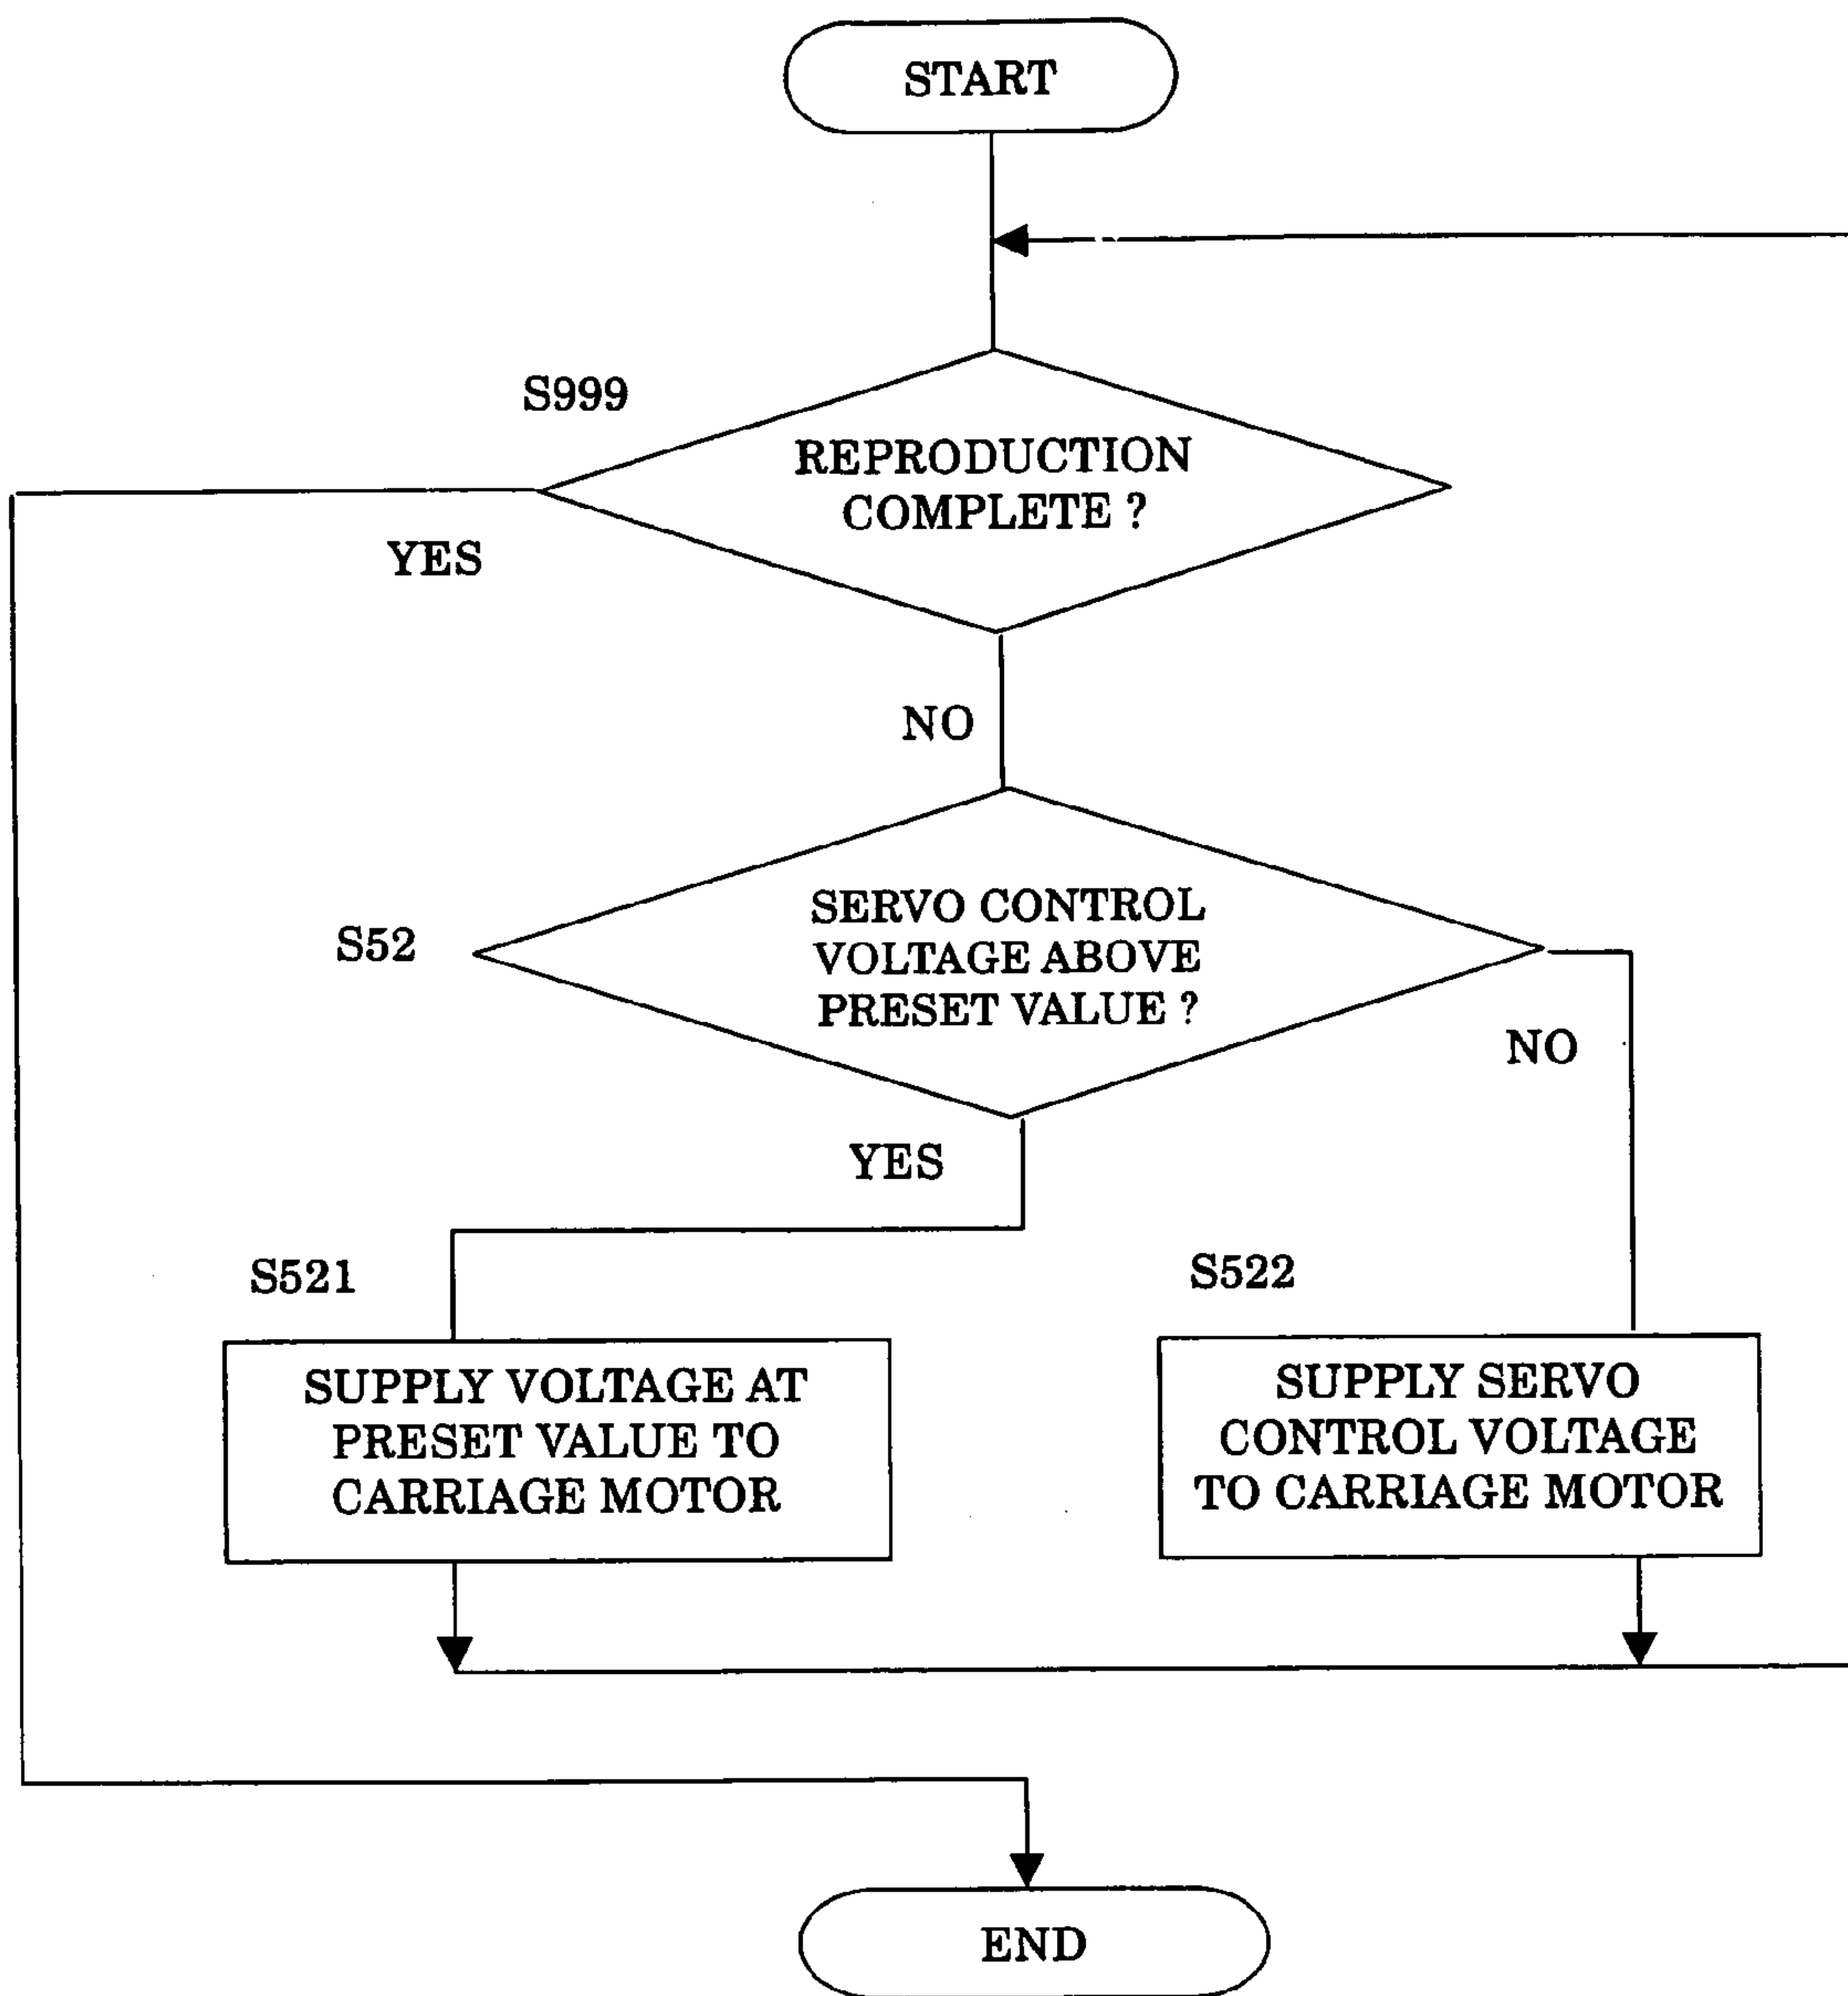 START
S999
REPRODUCTION
COMPLETE ?
YES
NO
S52
SERVO CONTROL
VOLTAGE ABOVE
PRESET VALUE ?
NO
YES
S521
SUPPLY VOLTAGE AT
PRESET VALUE TO
CARRIAGE MOTOR
S522
SUPPLY SERVO
CONTROL VOLTAGE
TO CARRIAGE MOTOR
END